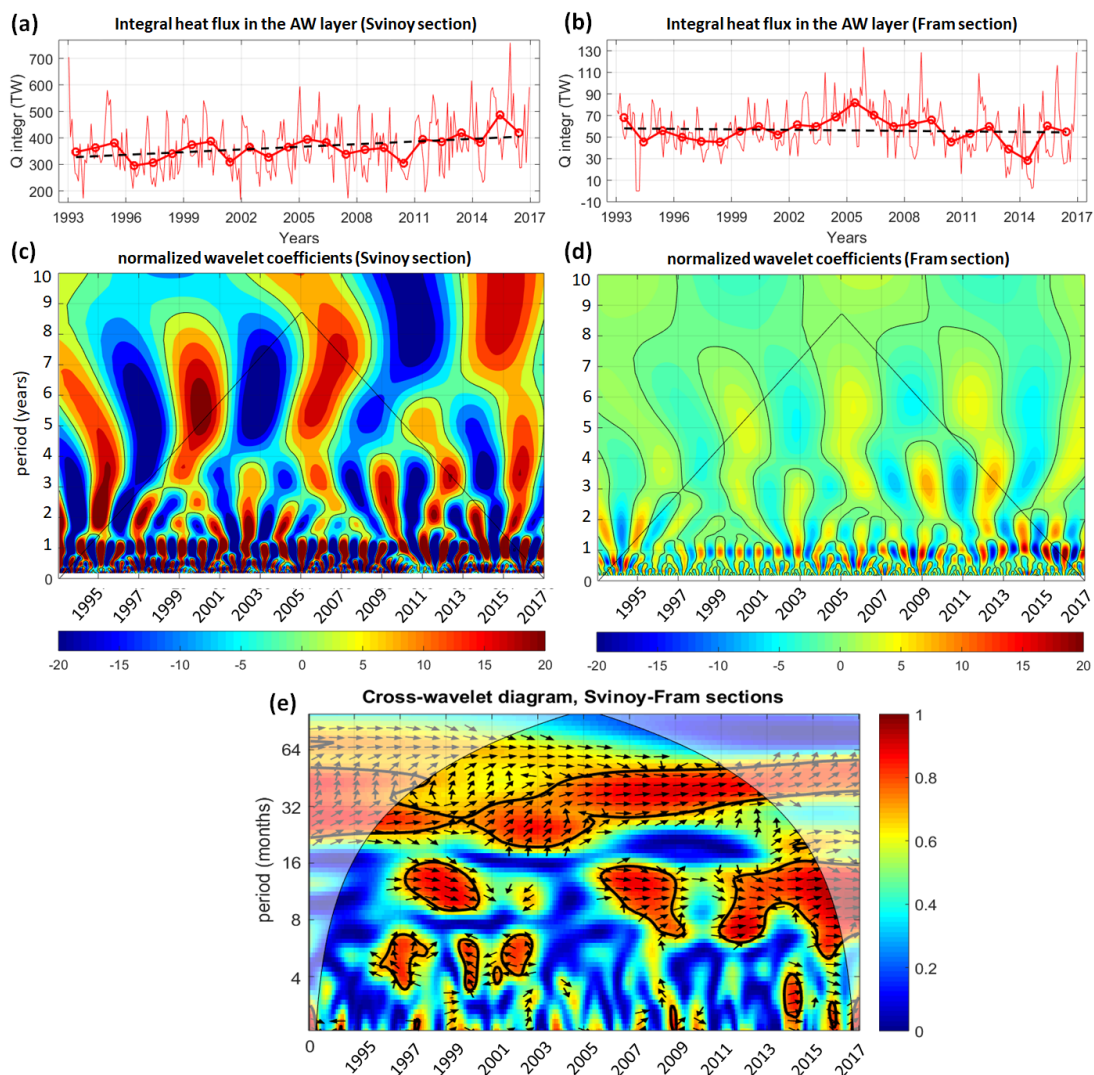 (a) Integral heat flux in the AW layer (Svinoy section)
Q integr (TW)
700
600
500
400
300
200
1993 1996 1999 2002 2005 2008 2011 2014 2017
Years
(b) Integral heat flux in the AW layer (Fram section)
Q integr (TW)
130
110
90
70
50
30
10
-10
1993 1996 1999 2002 2005 2008 2011 2014 2017
Years
(c) normalized wavelet coefficients (Svinoy section)
period (years)
10
9
8
7
6
5
4
3
2
1
0
1995 1997 1999 2001 2003 2005 2007 2009 2011 2013 2015 2017
-20 -15 -10 -5 0 5 10 15 20
(d) normalized wavelet coefficients (Fram section)
10
9
8
7
6
5
4
3
2
1
0
1995 1997 1999 2001 2003 2005 2007 2009 2011 2013 2015 2017
-20 -15 -10 -5 0 5 10 15 20
(e) Cross-wavelet diagram, Svinoy-Fram sections
period (months)
64
32
16
8
4
0 1995 1997 1999 2001 2003 2005 2007 2009 2011 2013 2015 2017
1
0.8
0.6
0.4
0.2
0